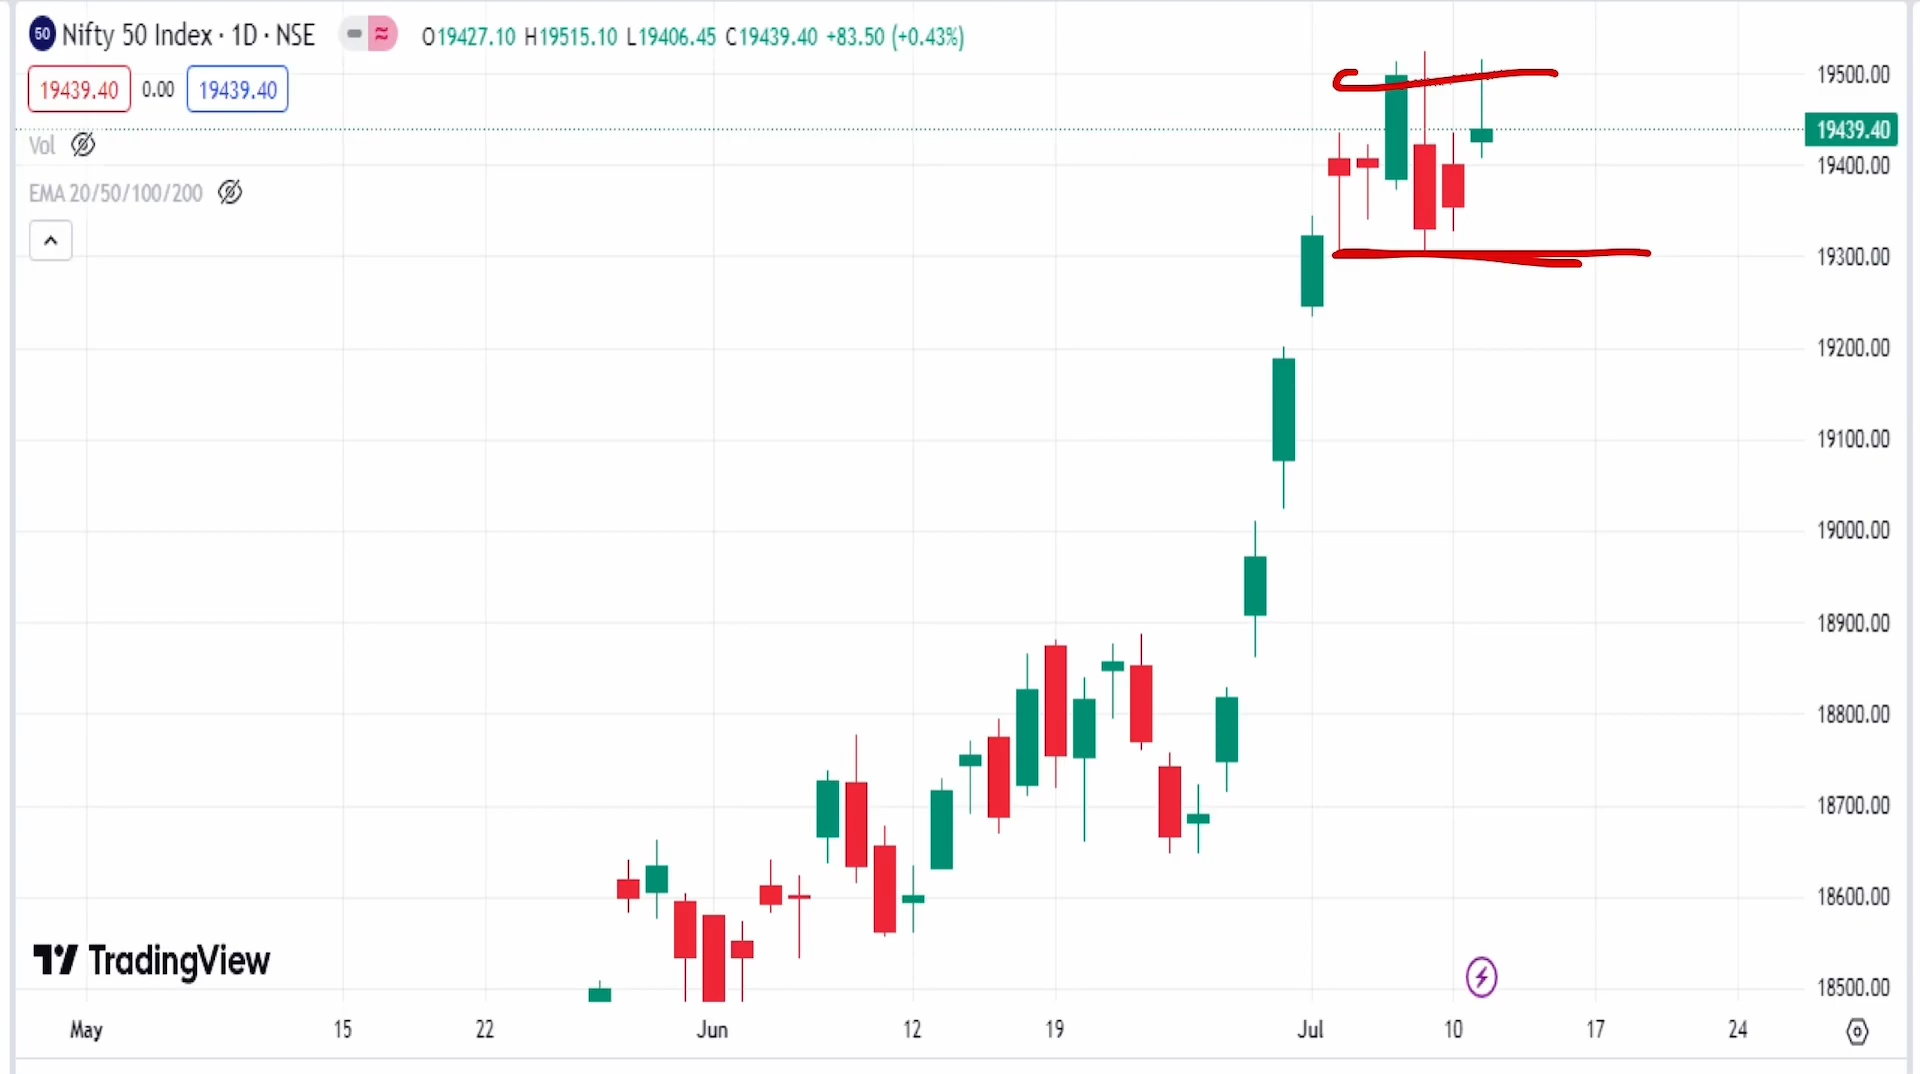 50 Nifty 50 Index · 1D · NSE O19427.10 H19515.10 L19406.45 C19439.40 +83.50 (+0.43%)
19439.40 0.00 19439.40
Vol
EMA 20/50/100/200
19500.00
19439.40
19400.00
19300.00
19200.00
19100.00
19000.00
18900.00
18800.00
18700.00
18600.00
18500.00
TradingView
May 15 22 Jun 12 19 Jul 10 17 24